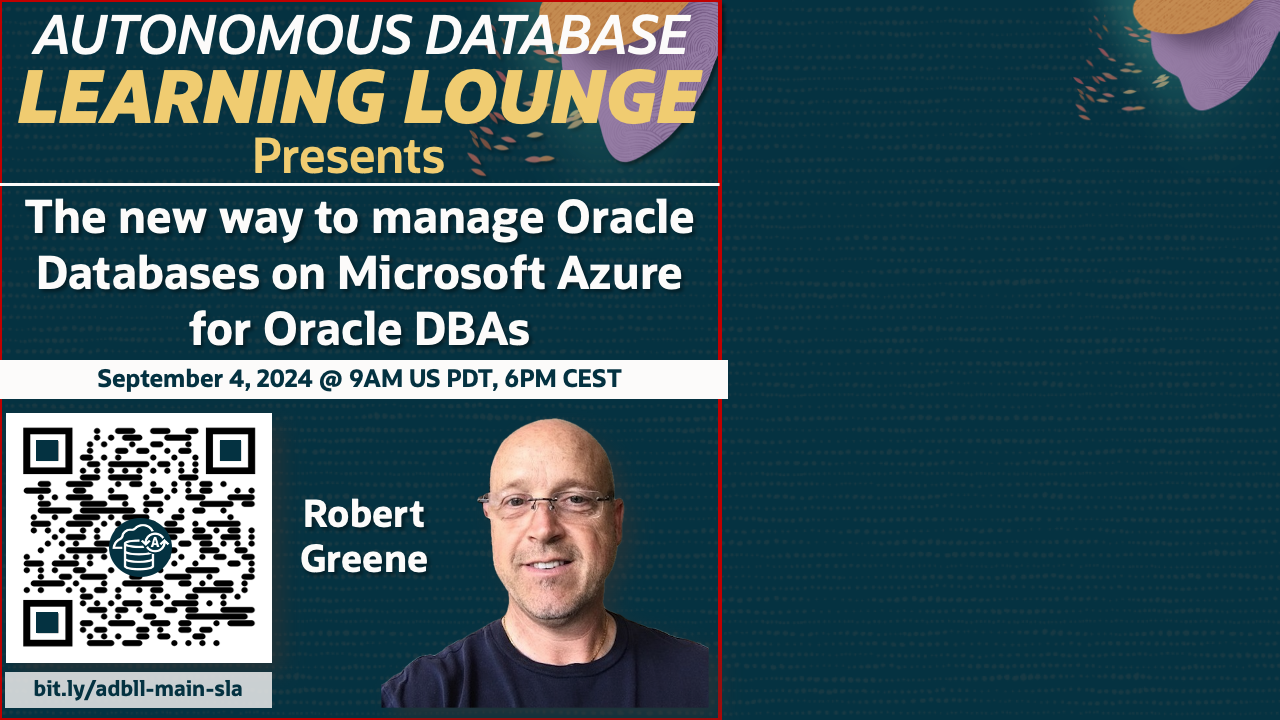 AUTONOMOUS DATABASE
LEARNING LOUNGE
Presents
The new way to manage Oracle
Databases on Microsoft Azure
for Oracle DBAs
September 4, 2024 @ 9AM US PDT, 6PM CEST
A
Robert
Greene
bit.ly/adbll-main-sla